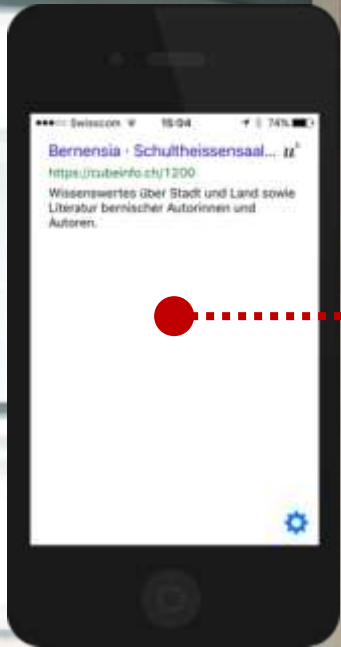 Swisscom 15:04 74%
Bernensia · Schultheissensaal... u^b
https://cubeinfo.ch/1200
Wissenswertes über Stadt und Land sowie
Literatur bernischer Autorinnen und
Autoren.